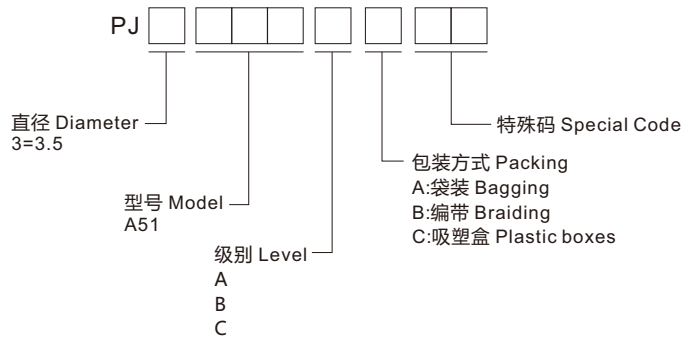 PJ
直径 Diameter
3=3.5
型号 Model
A51
级别 Level
A
B
C
包装方式 Packing
A:袋装 Bagging
B:编带 Braiding
C:吸塑盒 Plastic boxes
特殊码 Special Code